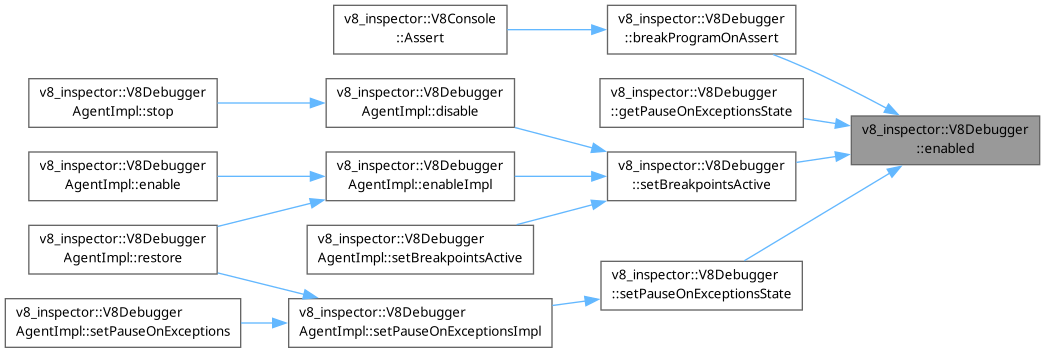 v8_inspector::V8Console
::Assert
v8_inspector::V8Debugger
::breakProgramOnAssert
v8_inspector::V8Debugger
AgentImpl::stop
v8_inspector::V8Debugger
AgentImpl::disable
v8_inspector::V8Debugger
::getPauseOnExceptionsState
v8_inspector::V8Debugger
::enabled
v8_inspector::V8Debugger
AgentImpl::enable
v8_inspector::V8Debugger
AgentImpl::enableImpl
v8_inspector::V8Debugger
::setBreakpointsActive
v8_inspector::V8Debugger
AgentImpl::restore
v8_inspector::V8Debugger
AgentImpl::setBreakpointsActive
v8_inspector::V8Debugger
::setPauseOnExceptionsState
v8_inspector::V8Debugger
AgentImpl::setPauseOnExceptions
v8_inspector::V8Debugger
AgentImpl::setPauseOnExceptionsImpl